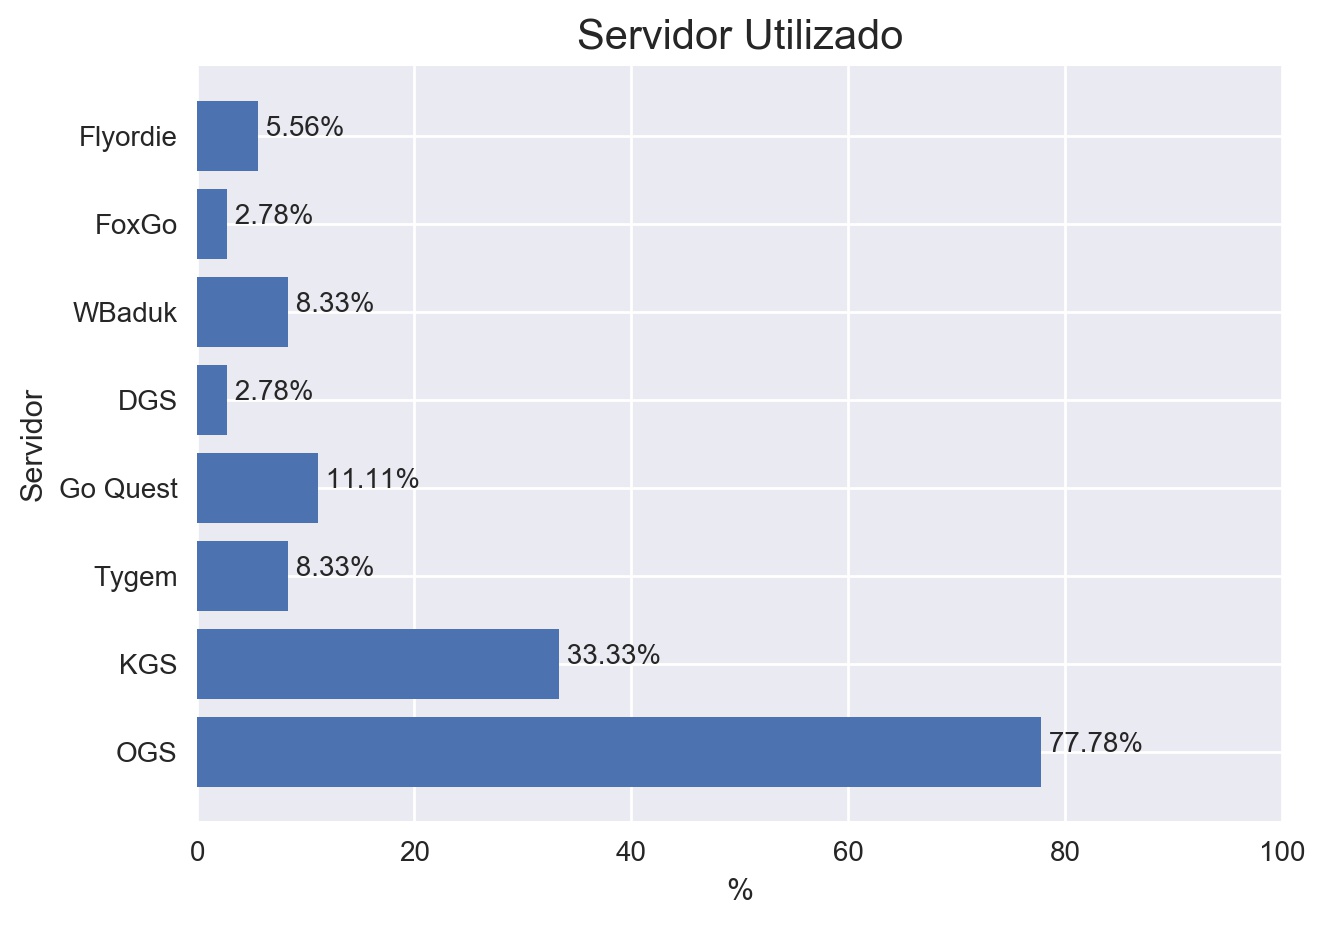 Servidor Utilizado
Flyordie
5.56%
FoxGo
2.78%
WBaduk
8.33%
DGS
2.78%
Servidor
Go Quest
11.11%
Tygem
8.33%
KGS
33.33%
OGS
77.78%
0 20 40 60 80 100
%